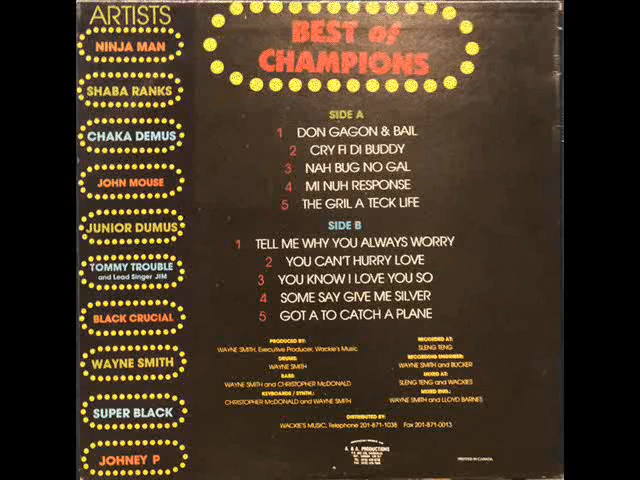 ARTISTS
NINJA MAN
SHABA RANKS
CHAKA DEMUS
JOHN MOUSE
JUNIOR DUMUS
TOMMY TROUBLE
and Lead Singer JIM
BLACK CRUCIAL
WAYNE SMITH
SUPER BLACK
JOHNEY P
BEST of
CHAMPIONS
SIDE A
1 DON GAGON & BAIL
2 CRY FI DI BUDDY
3 NAH BUG NO GAL
4 MI NUH RESPONSE
5 THE GRIL A TECK LIFE
SIDE B
1 TELL ME WHY YOU ALWAYS WORRY
2 YOU CAN'T HURRY LOVE
3 YOU KNOW I LOVE YOU SO
4 SOME SAY GIVE ME SILVER
5 GOT A TO CATCH A PLANE
PRODUCED BY:
WAYNE SMITH, Executive Producer, Wackie's Music
DRUMS:
WAYNE SMITH
BASS:
WAYNE SMITH and CHRISTOPHER McDONALD
KEYBOARDS / SYNTH.:
CHRISTOPHER McDONALD and WAYNE SMITH
RECORDED AT:
SLENG TENG
RECORDING ENGINEER:
WAYNE SMITH and BUCKER
MIXED AT:
SLENG TENG and WACKIES
MIXED ENG.:
WAYNE SMITH and LLOYD BARNES
DISTRIBUTED BY:
WACKIE'S MUSIC, Telephone 201-871-1038 Fax 201-871-0013
A. & A. PRODUCTIONS
PRINTED IN CANADA